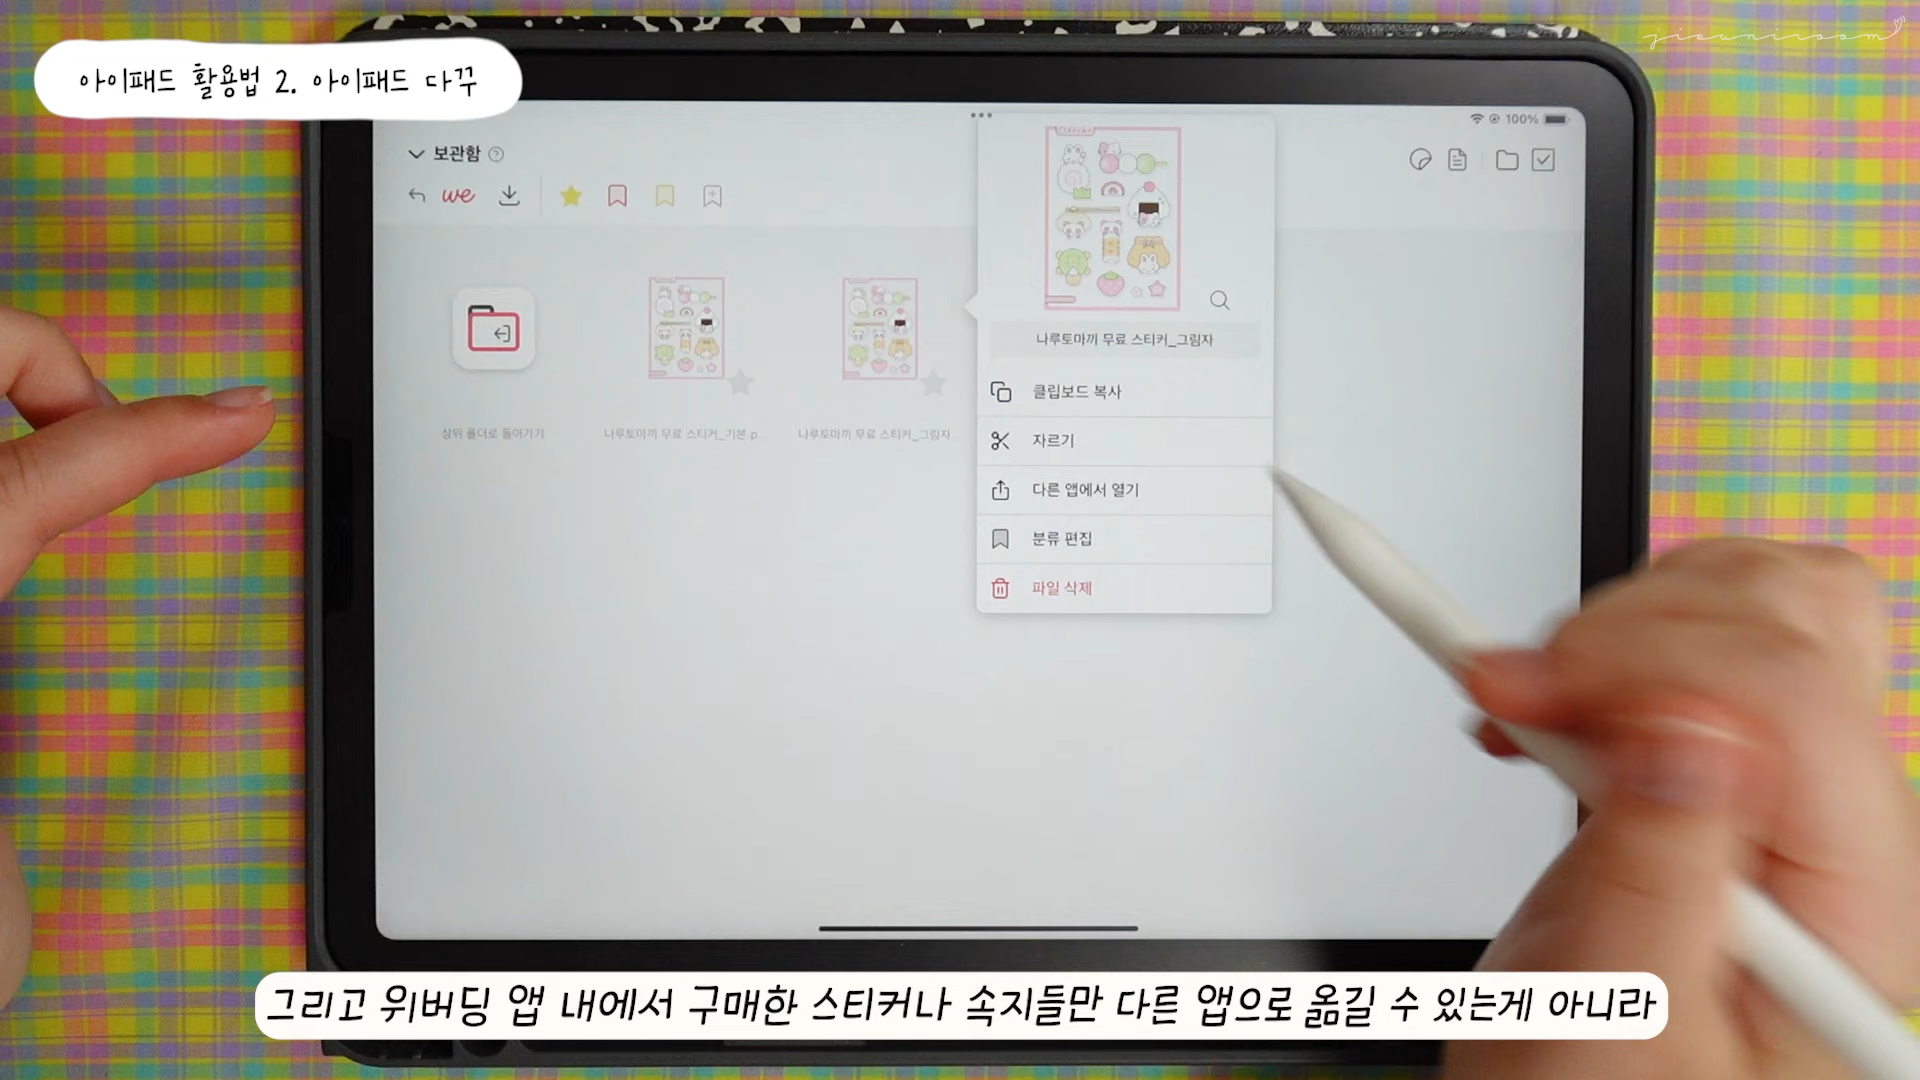 아이패드 활용법 2. 아이패드 다꾸
jieuniroom
100%
보관함
we
나루토마끼 무료 스티커_그림자
클립보드 복사
자르기
다른 앱에서 열기
분류 편집
파일 삭제
상위 폴더로 돌아가기
나루토마끼 무료 스티커_기본.p...
나루토마끼 무료 스티커_그림자...
그리고 위버딩 앱 내에서 구매한 스티커나 속지들만 다른 앱으로 옮길 수 있는게 아니라